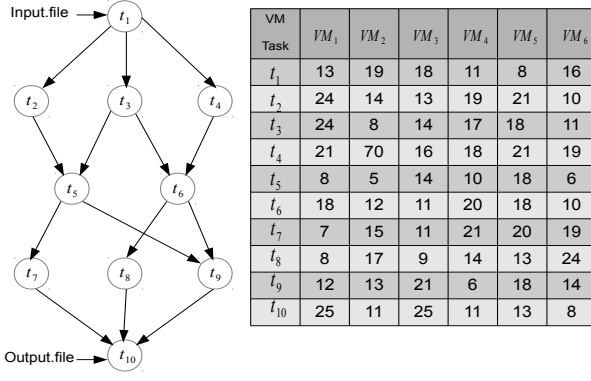 Input.file
t1
t2 t3 t4
t5 t6
t7 t8 t9
Output.file t10
VM
Task VM1 VM2 VM3 VM4 VM5 VM6
t1 13 19 18 11 8 16
t2 24 14 13 19 21 10
t3 24 8 14 17 18 11
t4 21 70 16 18 21 19
t5 8 5 14 10 18 6
t6 18 12 11 20 18 10
t7 7 15 11 21 20 19
t8 8 17 9 14 13 24
t9 12 13 21 6 18 14
t10 25 11 25 11 13 8